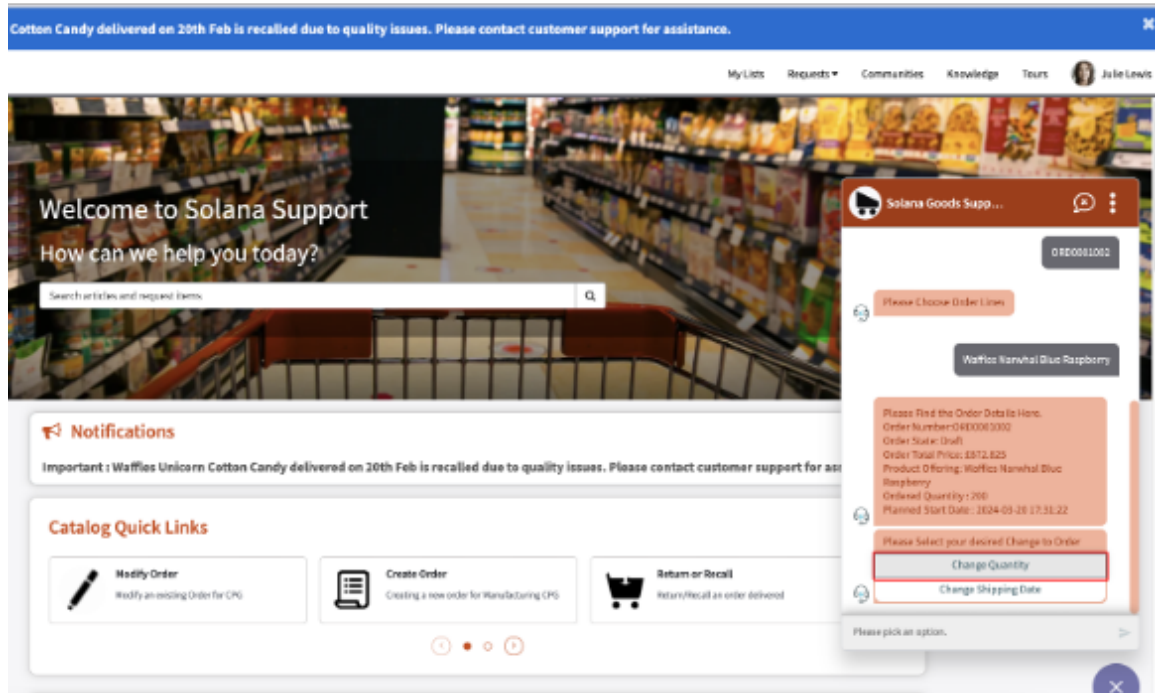 Cotton Candy delivered on 20th Feb is recalled due to quality issues. Please contact customer support for assistance.
My Lists Requests Communities Knowledge Tours Julie Lewis
Welcome to Solana Support
How can we help you today?
Search articles and request items
Notifications
Important : Waffles Unicorn Cotton Candy delivered on 20th Feb is recalled due to quality issues. Please contact customer support for ass
Catalog Quick Links
Modify Order
Modify an existing Order for CPG
Create Order
Creating a new order for Manufacturing CPG
Return or Recall
Return/Recall an order delivered
Solana Goods Supp...
ORD0001002
Please Choose Order Lines
Waffles Narwhal Blue Raspberry
Please Find the Order Details Here.
Order Number:ORD0001002
Order State: Draft
Order Total Price: £672.825
Product Offering: Waffles Narwhal Blue
Raspberry
Ordered Quantity : 200
Planned Start Date : 2024-03-20 17:31:22
Please Select your desired Change to Order
Change Quantity
Change Shipping Date
Please pick an option.